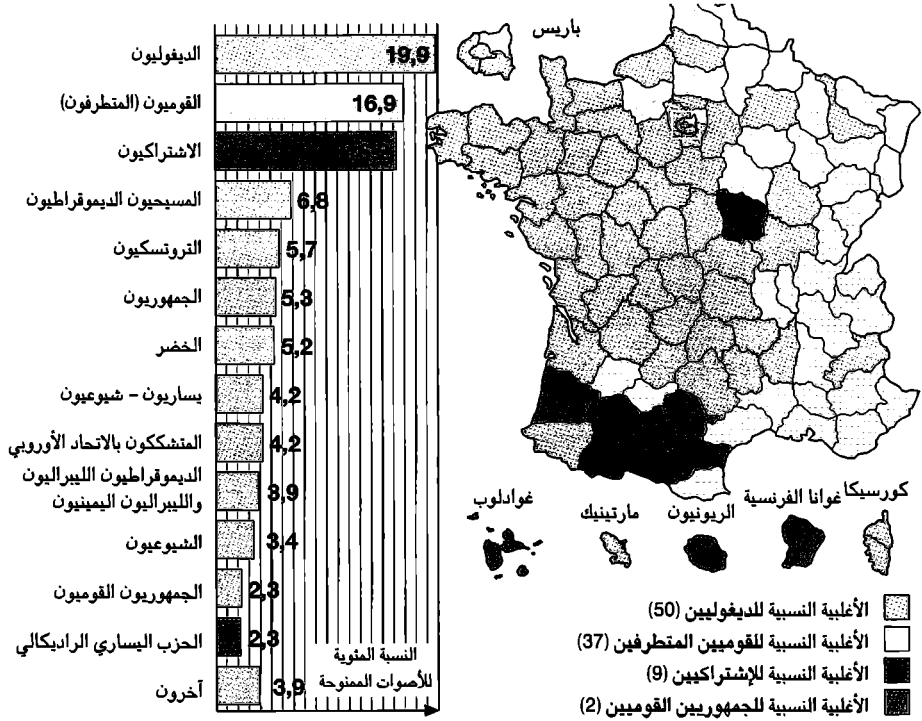 الديغوليون 19,9
القوميون (المتطرفون) 16,9
الاشتراكيون
المسيحيون الديموقراطيون 6,8
التروتسكيون 5,7
الجمهوريون 5,3
الخضر 5,2
يساريون - شيوعيون 4,2
المتشككون بالاتحاد الأوروبي 4,2
الديموقراطيون الليبراليون
والليبراليون اليمينيون 3,9
الشيوعيون 3,4
الجمهوريون القوميون 2,3
الحزب اليساري الراديكالي 2,3
آخرون 3,9
النسبة المئوية
للأصوات الممنوحة
باريس
كورسيكا
غوانا الفرنسية
الريونيون
مارتينيك
غوادلوب
الأغلبية النسبية للديغوليين (50)
الأغلبية النسبية للقوميين المتطرفين (37)
الأغلبية النسبية للإشتراكيين (9)
الأغلبية النسبية للجمهوريين القوميين (2)